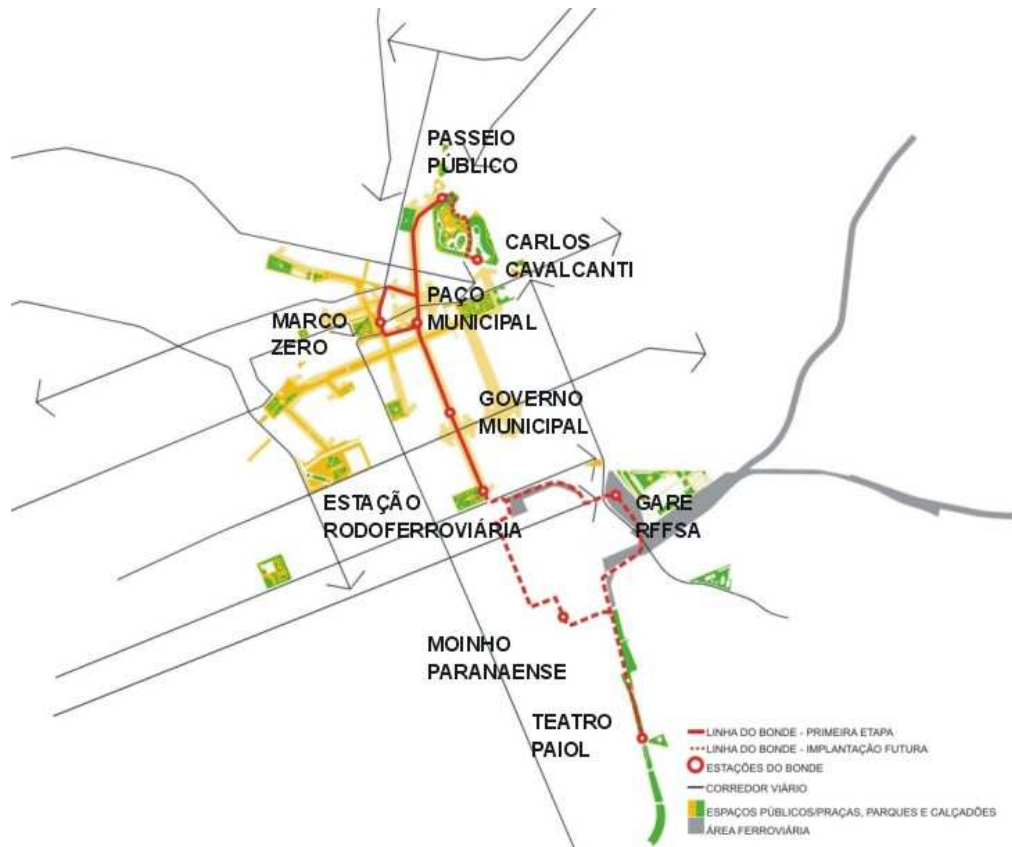 PASSEIO
PÚBLICO
CARLOS
CAVALCANTI
PAÇO
MUNICIPAL
MARCO
ZERO
GOVERNO
MUNICIPAL
ESTAÇÃO
RODOFERROVIÁRIA
GARE
RFFSA
MOINHO
PARANAENSE
TEATRO
PAIOL
LINHA DO BONDE - PRIMEIRA ETAPA
LINHA DO BONDE - IMPLANTAÇÃO FUTURA
ESTAÇÕES DO BONDE
CORREDOR VIÁRIO
ESPAÇOS PÚBLICOS/PRAÇAS, PARQUES E CALÇADÕES
ÁREA FERROVIÁRIA